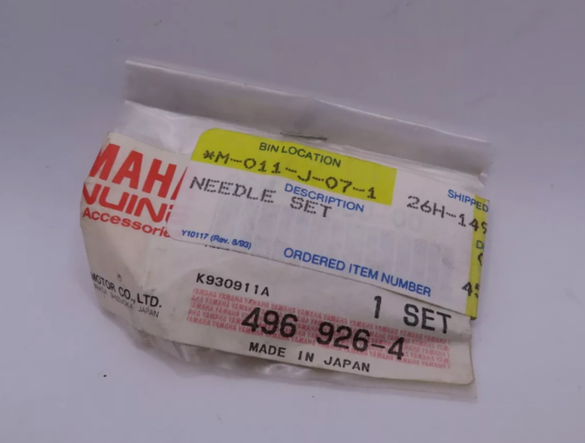 BIN LOCATION
*M-011-J-07-1
DESCRIPTION
NEEDLE SET
SHIPPED
26H-149
Y10117 (Rev. 8/93)
ORDERED ITEM NUMBER
MAHA
NUIN
Accessorie
MOTOR CO., LTD.
K930911A
1 SET
496 926-4
MADE IN JAPAN